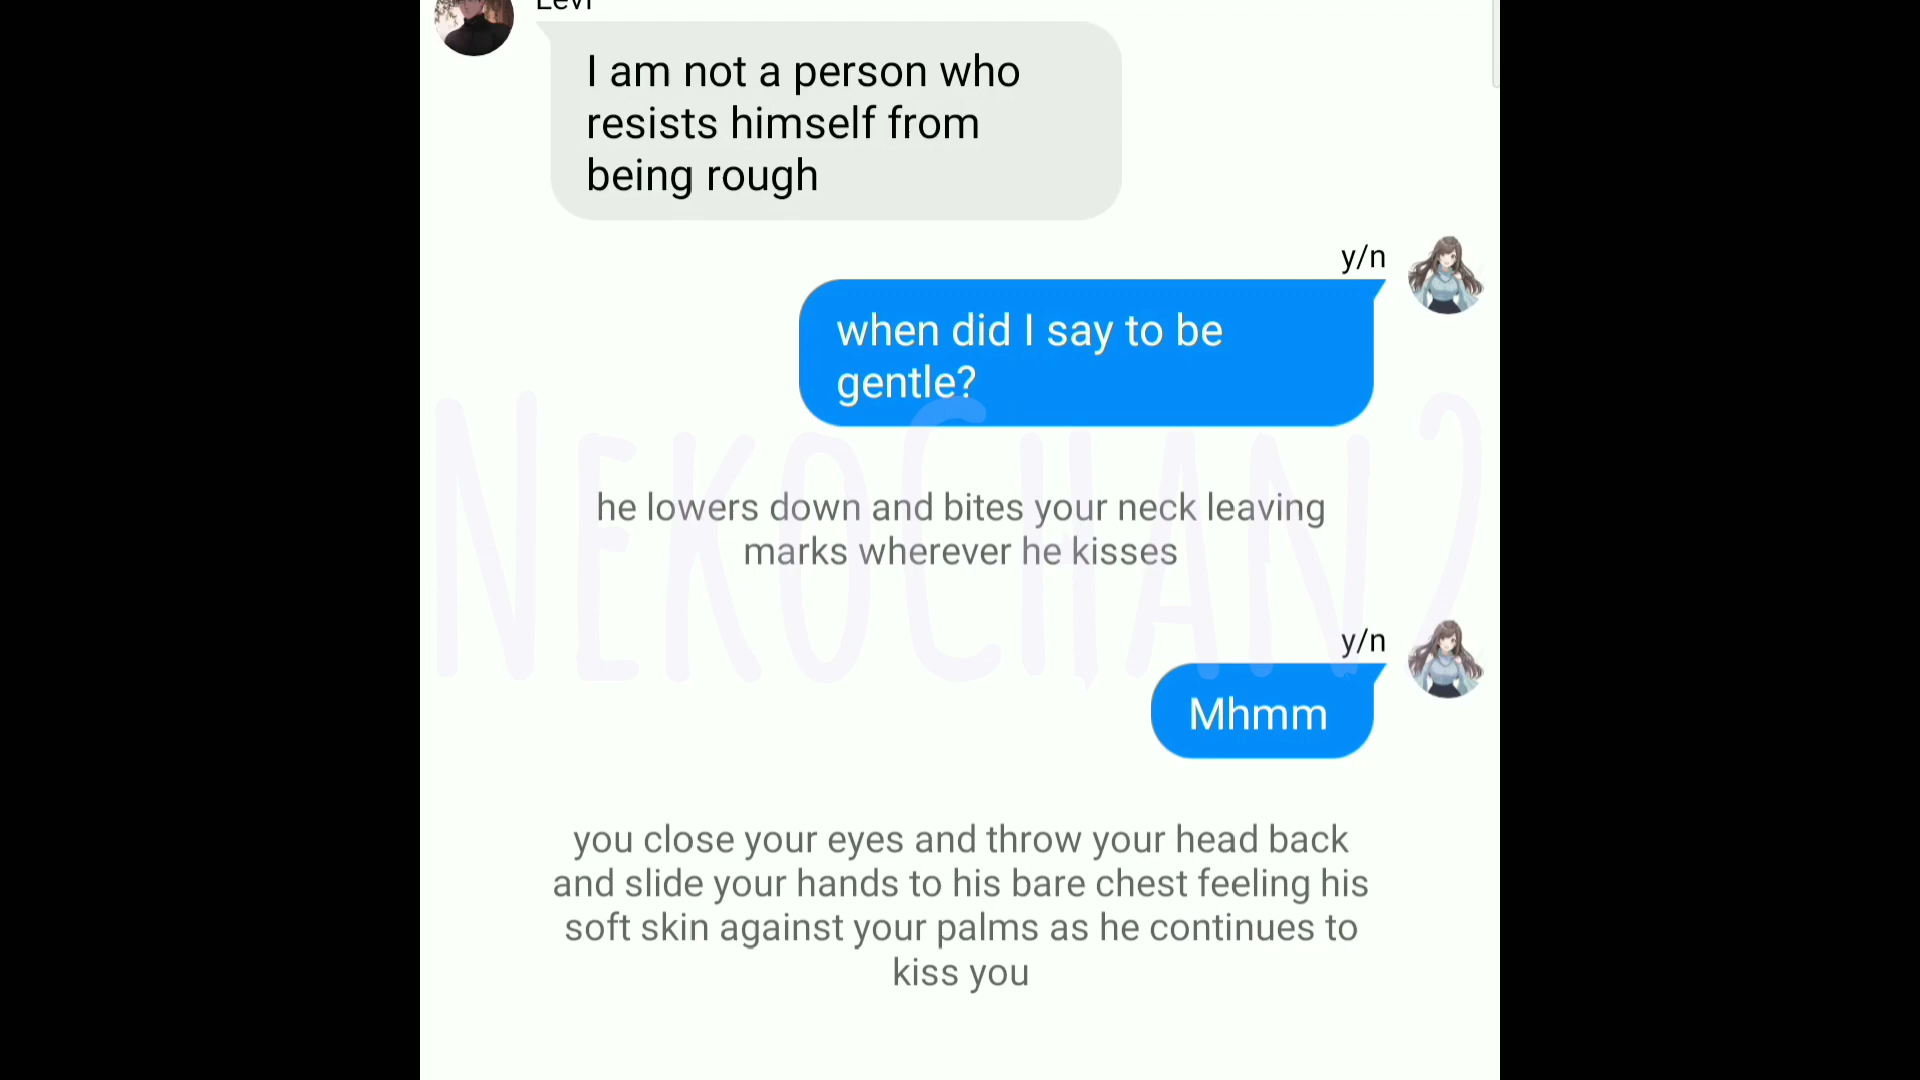 Levi
I am not a person who
resists himself from
being rough
y/n
when did I say to be
gentle?
he lowers down and bites your neck leaving
marks wherever he kisses
NEKOCHAN2
y/n
Mhmm
you close your eyes and throw your head back
and slide your hands to his bare chest feeling his
soft skin against your palms as he continues to
kiss you